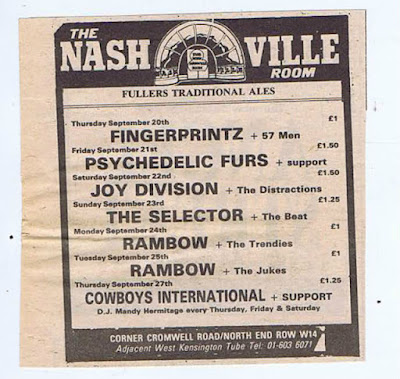 THE
NASHVILLE
ROOM
FULLERS TRADITIONAL ALES
Thursday September 20th £1
FINGERPRINTZ + 57 Men
Friday September 21st £1.50
PSYCHEDELIC FURS + support
Saturday September 22nd £1.50
JOY DIVISION + The Distractions
Sunday September 23rd £1.25
THE SELECTOR + The Beat
Monday September 24th £1
RAMBOW + The Trendies
Tuesday September 25th £1
RAMBOW + The Jukes
Thursday September 27th £1.25
COWBOYS INTERNATIONAL + SUPPORT
D.J. Mandy Hermitage every Thursday, Friday & Saturday
CORNER CROMWELL ROAD/NORTH END ROW W14
Adjacent West Kensington Tube Tel: 01-603 6071